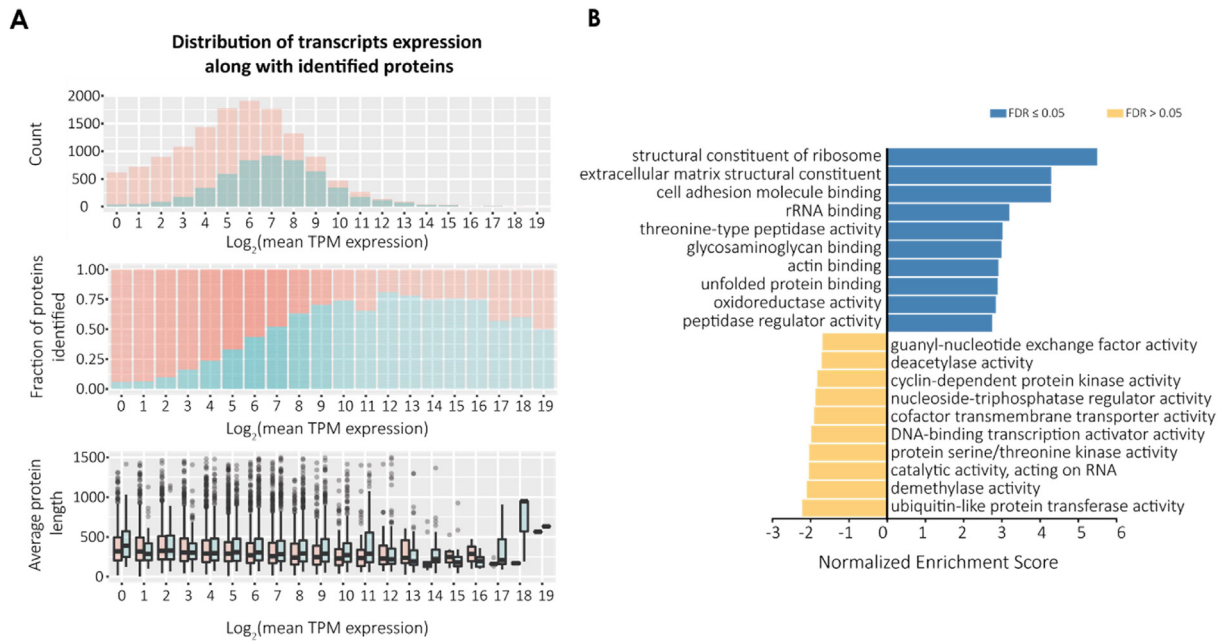 A
Distribution of transcripts expression
along with identified proteins
Count
2000
1500
1000
500
0
0 1 2 3 4 5 6 7 8 9 10 11 12 13 14 15 16 17 18 19
Log2(mean TPM expression)
Fraction of proteins
identified
1.00
0.75
0.50
0.25
0.00
0 1 2 3 4 5 6 7 8 9 10 11 12 13 14 15 16 17 18 19
Log2(mean TPM expression)
Average protein
length
1500
1000
500
0
0 1 2 3 4 5 6 7 8 9 10 11 12 13 14 15 16 17 18 19
Log2(mean TPM expression)
B
FDR ≤ 0.05 FDR > 0.05
structural constituent of ribosome
extracellular matrix structural constituent
cell adhesion molecule binding
rRNA binding
threonine-type peptidase activity
glycosaminoglycan binding
actin binding
unfolded protein binding
oxidoreductase activity
peptidase regulator activity
guanyl-nucleotide exchange factor activity
deacetylase activity
cyclin-dependent protein kinase activity
nucleoside-triphosphatase regulator activity
cofactor transmembrane transporter activity
DNA-binding transcription activator activity
protein serine/threonine kinase activity
catalytic activity, acting on RNA
demethylase activity
ubiquitin-like protein transferase activity
-3 -2 -1 0 1 2 3 4 5 6
Normalized Enrichment Score